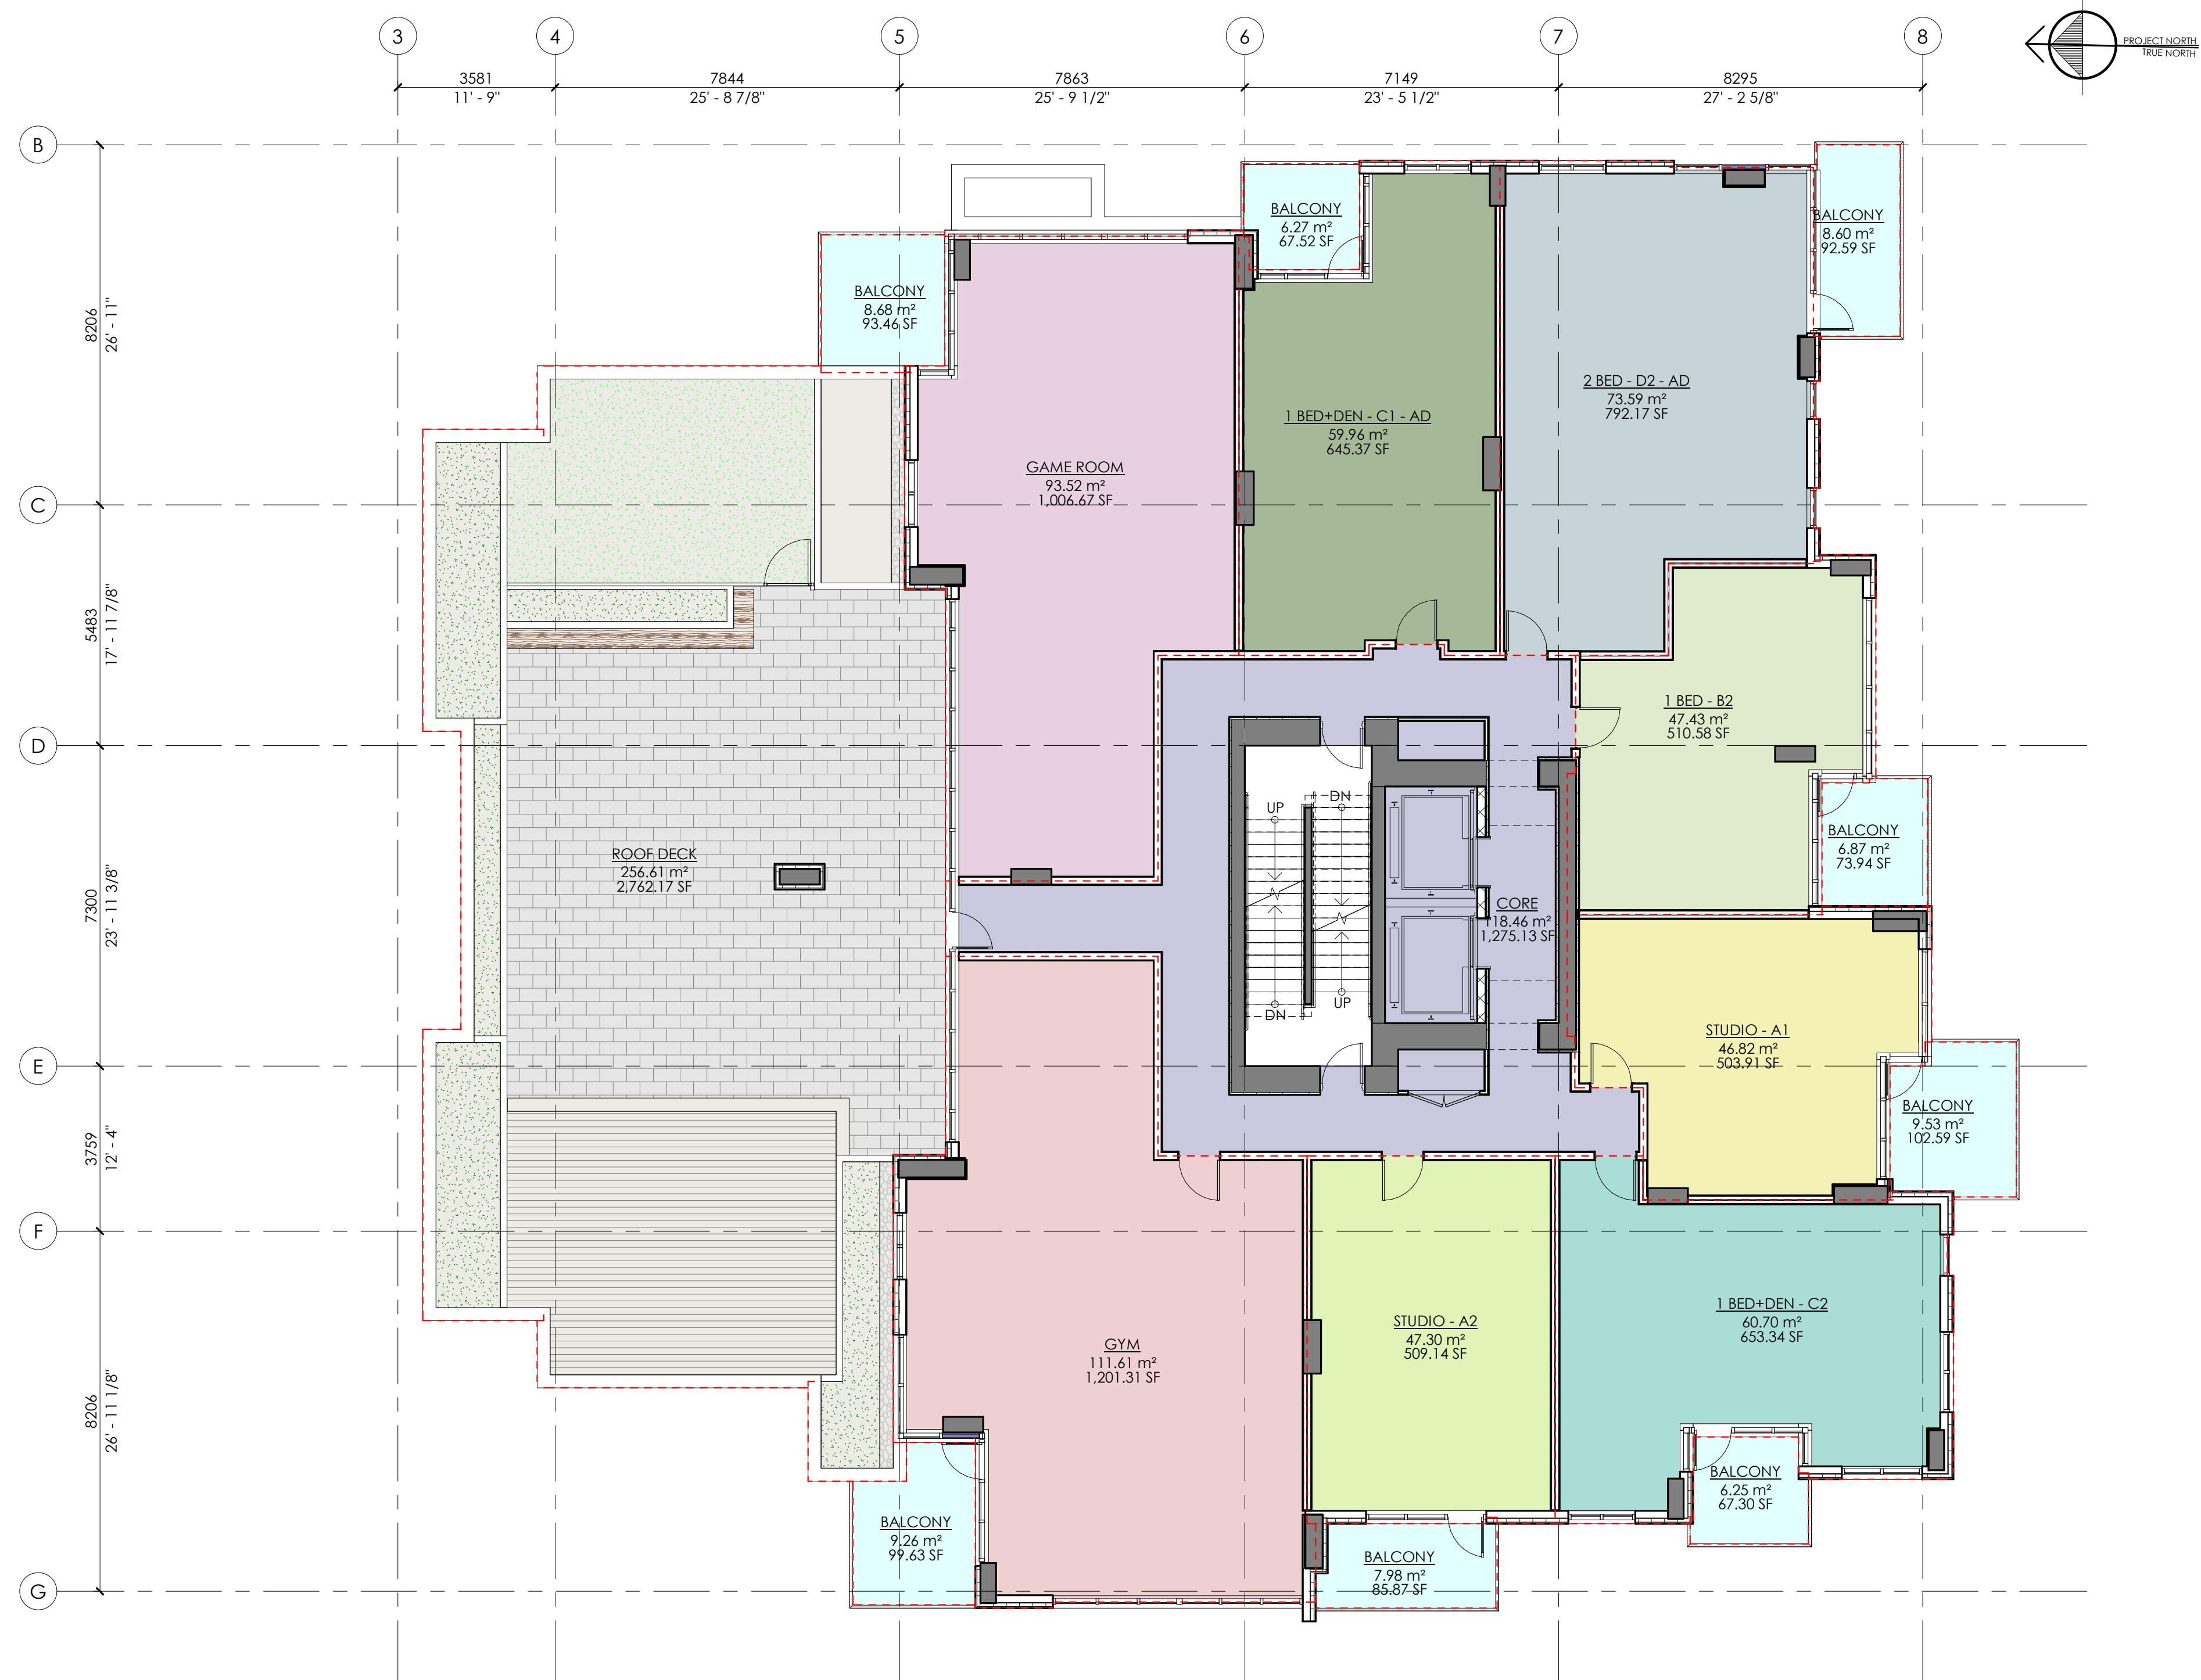 3
4
5
6
7
8
PROJECT NORTH
TRUE NORTH
3581
11' - 9"
7844
25' - 8 7/8"
7863
25' - 9 1/2"
7149
23' - 5 1/2"
8295
27' - 2 5/8"
B
C
D
E
F
G
8206
26' - 11"
5483
17' - 11 7/8"
7300
23' - 11 3/8"
3759
12' - 4"
8206
26' - 11 1/8"
BALCONY
6.27 m²
67.52 SF
BALCONY
8.60 m²
92.59 SF
BALCONY
8.68 m²
93.46 SF
2 BED - D2 - AD
73.59 m²
792.17 SF
1 BED+DEN - C1 - AD
59.96 m²
645.37 SF
GAME ROOM
93.52 m²
1,006.67 SF
1 BED - B2
47.43 m²
510.58 SF
UP
DN
BALCONY
6.87 m²
73.94 SF
ROOF DECK
256.61 m²
2,762.17 SF
CORE
118.46 m²
1,275.13 SF
DN
UP
STUDIO - A1
46.82 m²
503.91 SF
BALCONY
9.53 m²
102.59 SF
1 BED+DEN - C2
60.70 m²
653.34 SF
STUDIO - A2
47.30 m²
509.14 SF
GYM
111.61 m²
1,201.31 SF
BALCONY
6.25 m²
67.30 SF
BALCONY
9.26 m²
99.63 SF
BALCONY
7.98 m²
85.87 SF